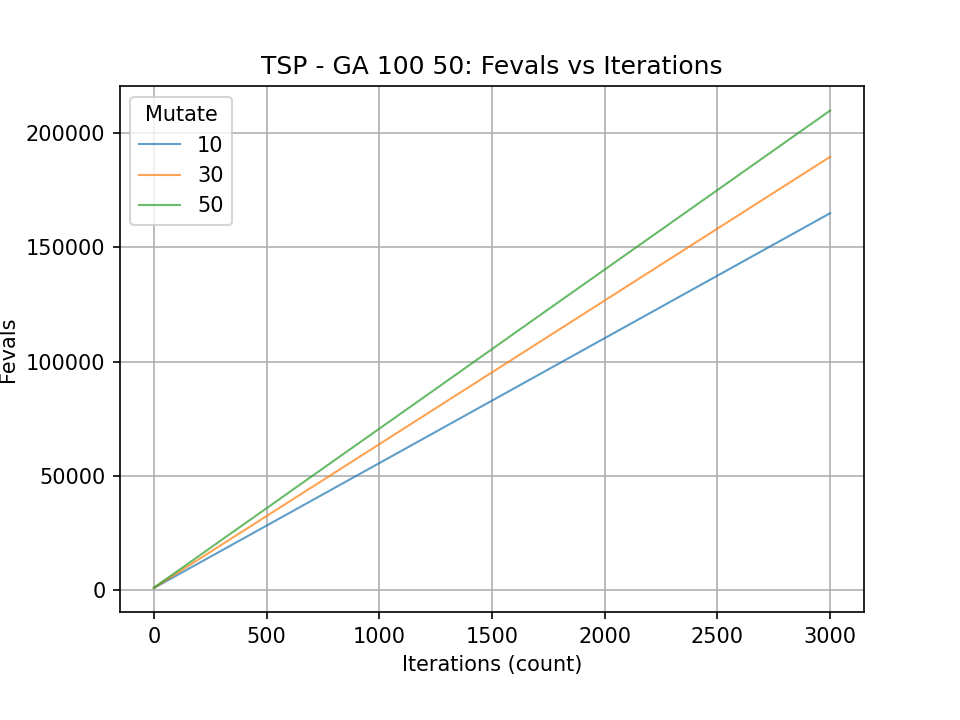 TSP - GA 100 50: Fevals vs Iterations
Mutate
10
30
50
200000
150000
100000
50000
0
Fevals
0 500 1000 1500 2000 2500 3000
Iterations (count)